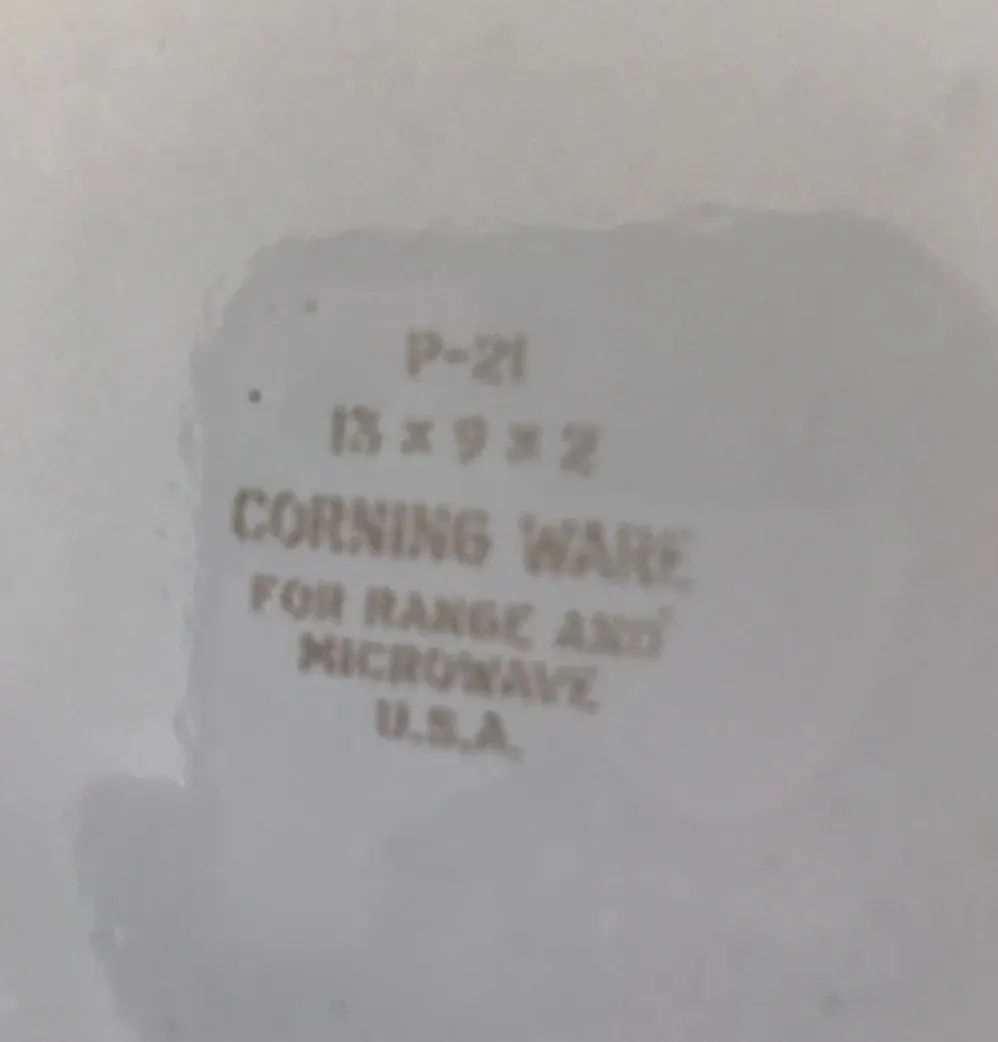 P-21
13 x 9 x 2
CORNING WARE
FOR RANGE AND
MICROWAVE
U.S.A.